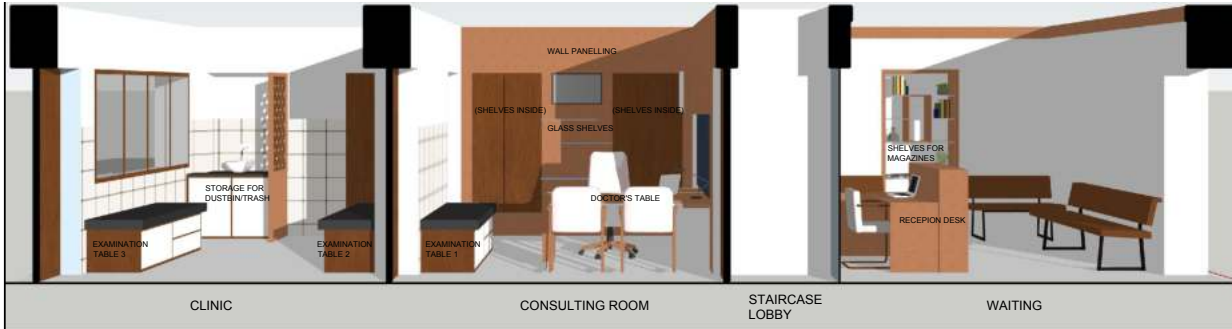 WALL PANELLING
(SHELVES INSIDE)
(SHELVES INSIDE)
GLASS SHELVES
SHELVES FOR
MAGAZINES
STORAGE FOR
DUSTBIN/TRASH
DOCTOR'S TABLE
RECEPION DESK
EXAMINATION
TABLE 3
EXAMINATION
TABLE 2
EXAMINATION
TABLE 1
CLINIC
CONSULTING ROOM
STAIRCASE
LOBBY
WAITING